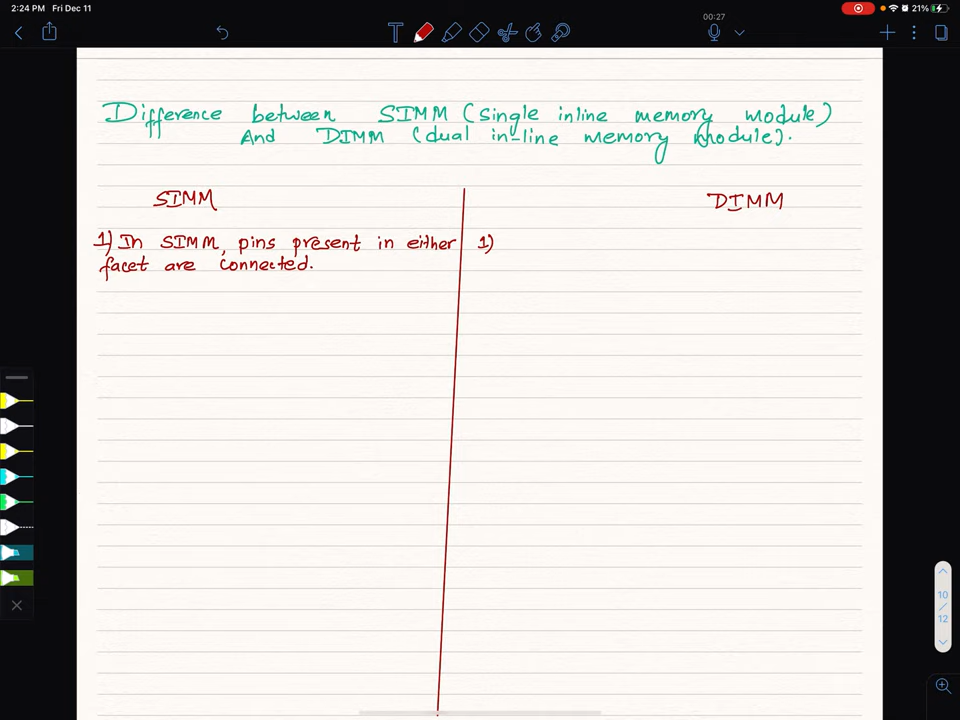 2:24 PM Fri Dec 11
21%
00:27
T
Difference between SIMM (single inline memory module)
And DIMM (dual in-line memory module).
SIMM
DIMM
1) In SIMM, pins present in either
facet are connected.
1)
10
/
12